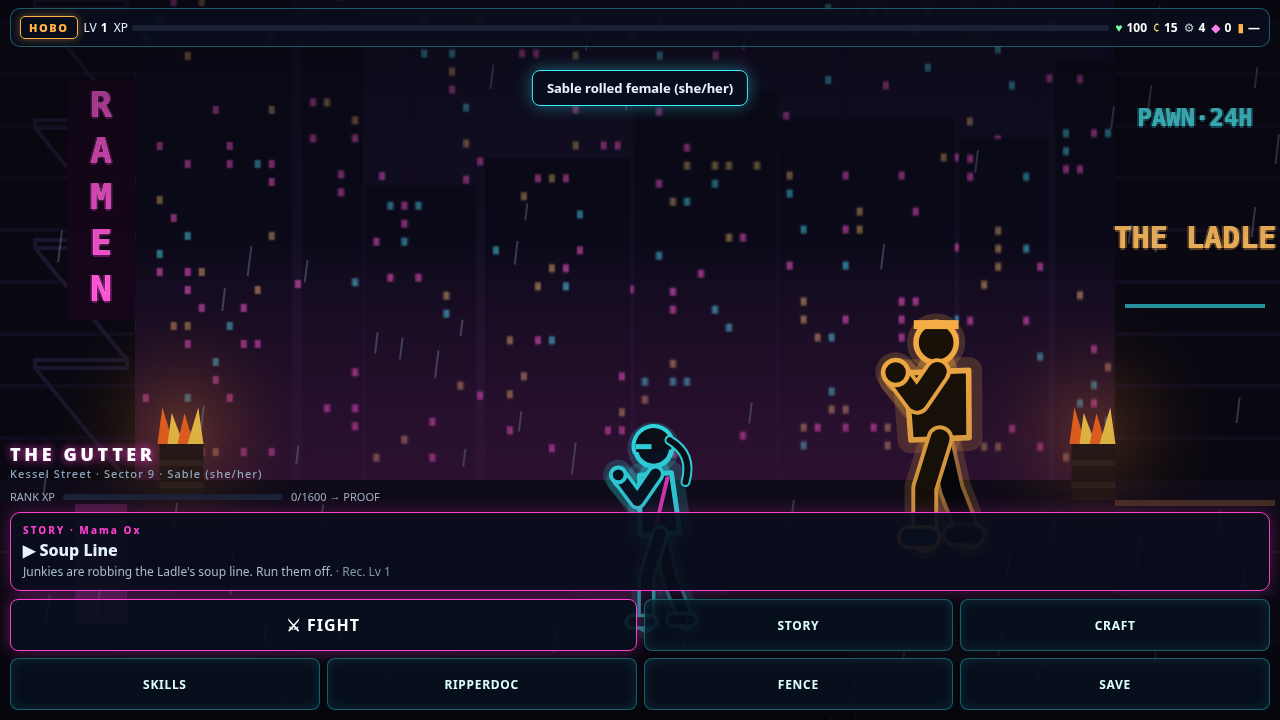 HOBO LV 1 XP ♥ 100 ¢ 15 ⚙ 4 ◆ 0 ▮ —
Sable rolled female (she/her)
RAMEN
PAWN·24H
THE LADLE
THE GUTTER
Kessel Street · Sector 9 · Sable (she/her)
RANK XP 0/1600 → PROOF
STORY · Mama Ox
▶ Soup Line
Junkies are robbing the Ladle's soup line. Run them off. · Rec. Lv 1
⚔ FIGHT
STORY
CRAFT
SKILLS
RIPPERDOC
FENCE
SAVE